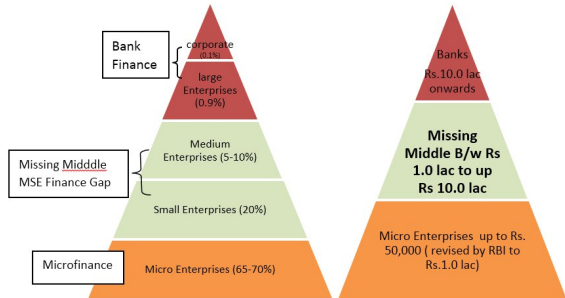 Bank
Finance
corporate
(0.1%)
large
Enterprises
(0.9%)
Missing Midddle
MSE Finance Gap
Medium
Enterprises (5-10%)
Small Enterprises (20%)
Microfinance
Micro Enterprises (65-70%)
Banks
Rs.10.0 lac
onwards
Missing
Middle B/w Rs
1.0 lac to up
Rs 10.0 lac
Micro Enterprises up to Rs.
50,000 ( revised by RBI to
Rs.1.0 lac)